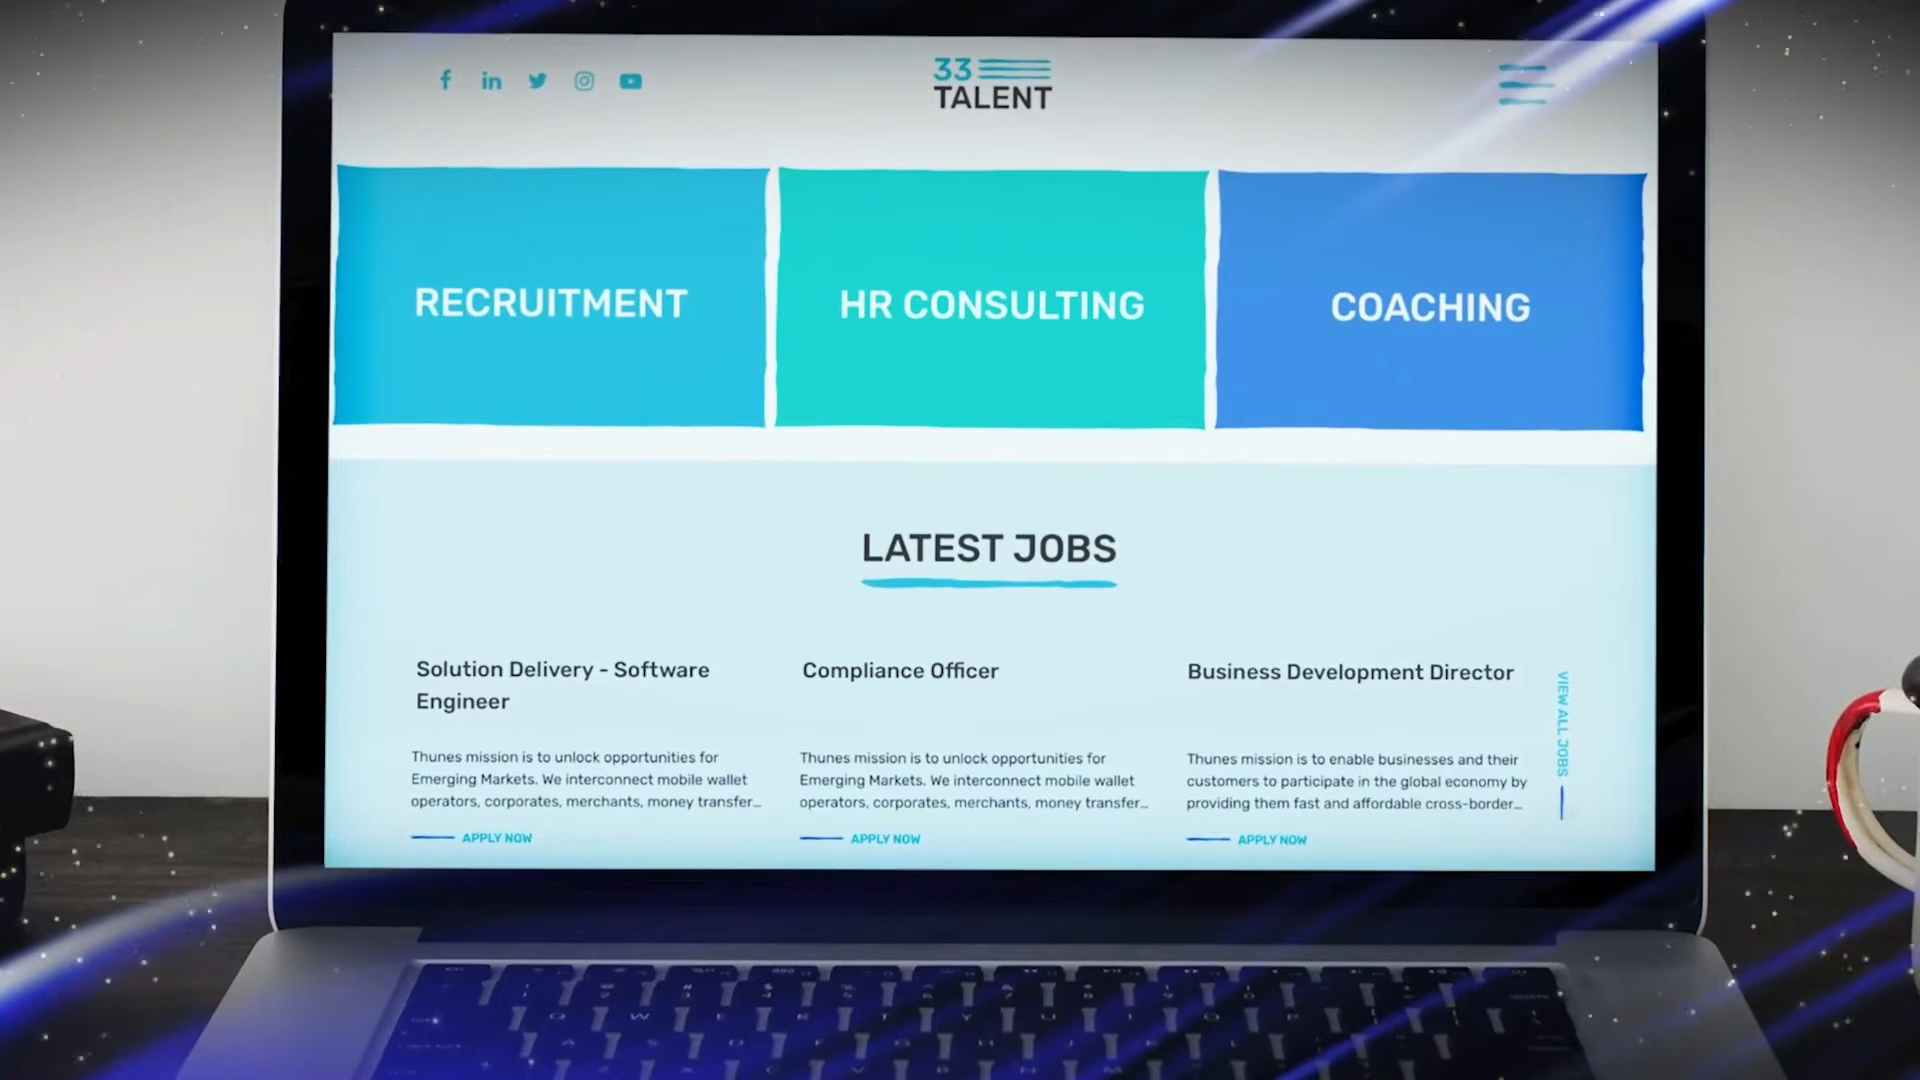 33
TALENT
RECRUITMENT
HR CONSULTING
COACHING
LATEST JOBS
Solution Delivery - Software
Engineer
Thunes mission is to unlock opportunities for
Emerging Markets. We interconnect mobile wallet
operators, corporates, merchants, money transfer...
APPLY NOW
Compliance Officer
Thunes mission is to unlock opportunities for
Emerging Markets. We interconnect mobile wallet
operators, corporates, merchants, money transfer...
APPLY NOW
Business Development Director
Thunes mission is to enable businesses and their
customers to participate in the global economy by
providing them fast and affordable cross-border...
APPLY NOW
VIEW ALL JOBS